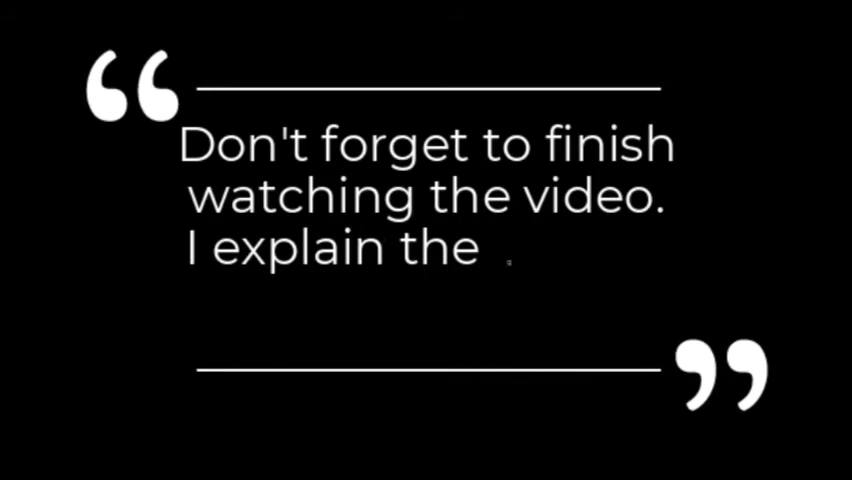 Don't forget to finish
watching the video.
I explain the